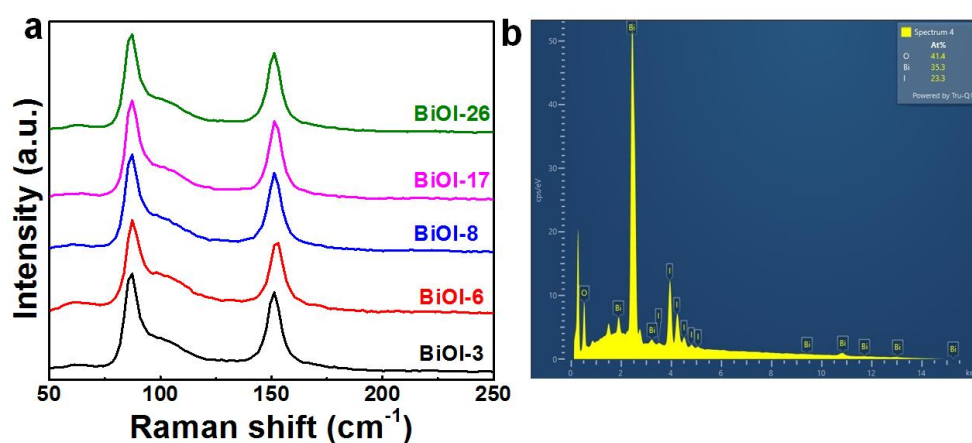 a
Intensity (a.u.)
BiOI-26
BiOI-17
BiOI-8
BiOI-6
BiOI-3
50 100 150 200 250
Raman shift (cm⁻¹)
b
Spectrum 4
At%
O 41.4
Bi 35.3
I 23.3
Powered by Tru-Q
50
40
30
20
10
0
cps/eV
Bi
O
Bi
Bi
I
I
I
I
I
I
Bi
Bi
Bi
Bi
Bi
0 2 4 6 8 10 12 14